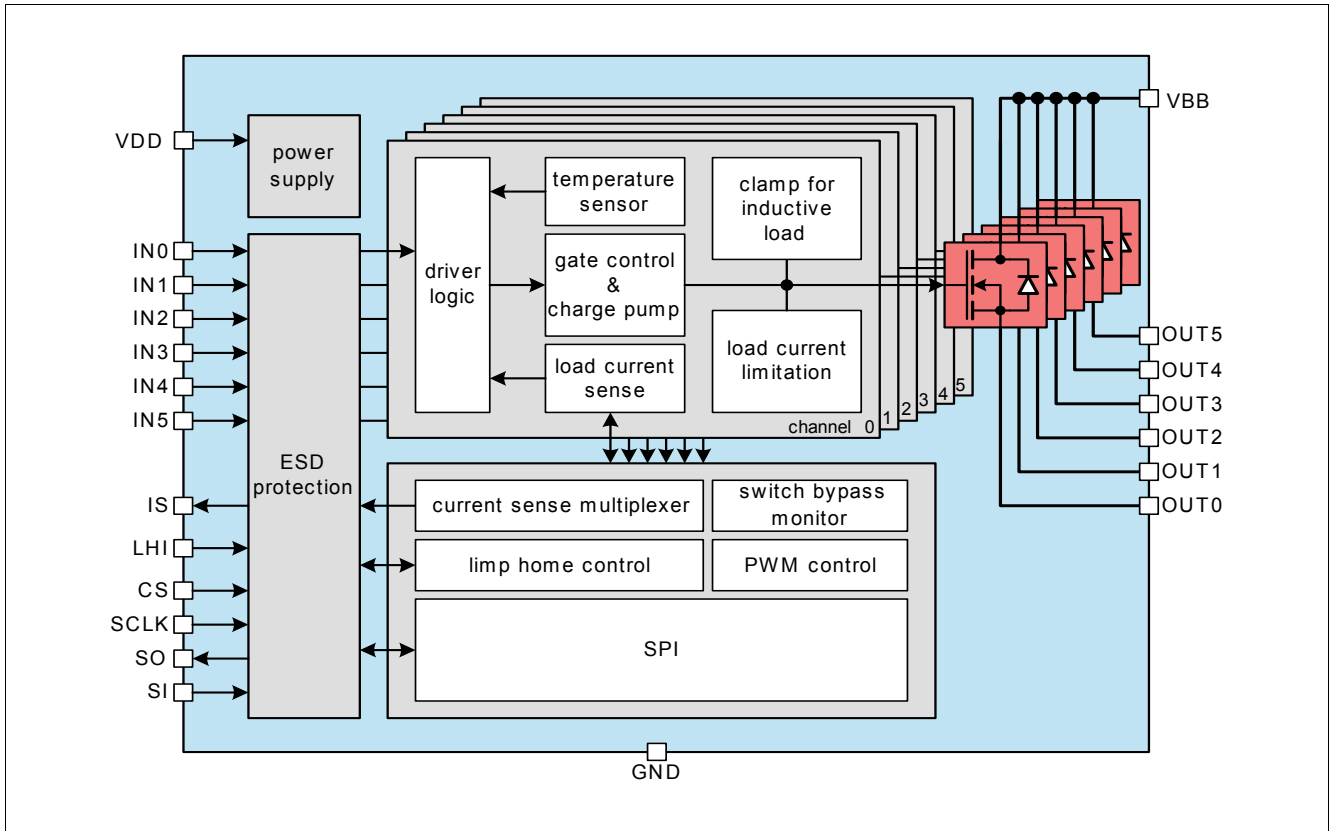 VBB
VDD
power
supply
temperature
sensor
clamp for
inductive
load
IN0
IN1
IN2
IN3
IN4
IN5
driver
logic
gate control
&
charge pump
load current
sense
load current
limitation
channel 0
1
2
3
4
5
OUT5
OUT4
OUT3
OUT2
OUT1
OUT0
ESD
protection
IS
LHI
CS
SCLK
SO
SI
current sense multiplexer
switch bypass
monitor
limp home control
PWM control
SPI
GND